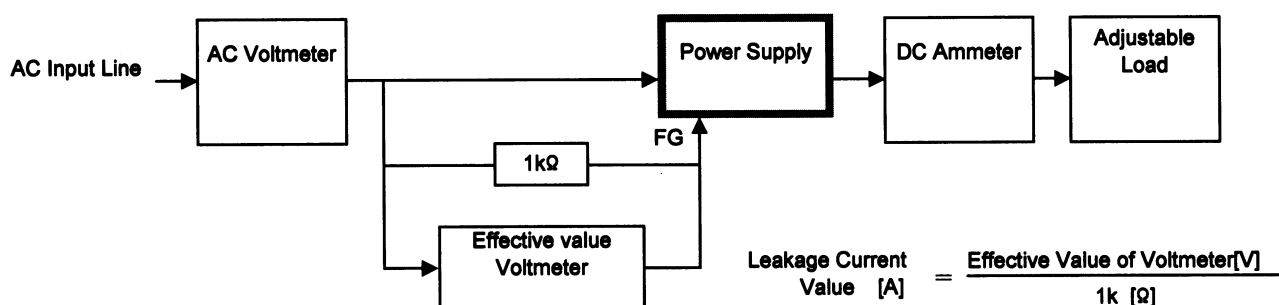 AC Input Line
AC Voltmeter
Power Supply
DC Ammeter
Adjustable
Load
FG
1kΩ
Effective value
Voltmeter
Leakage Current
Value [A]
= Effective Value of Voltmeter[V]
1k [Ω]